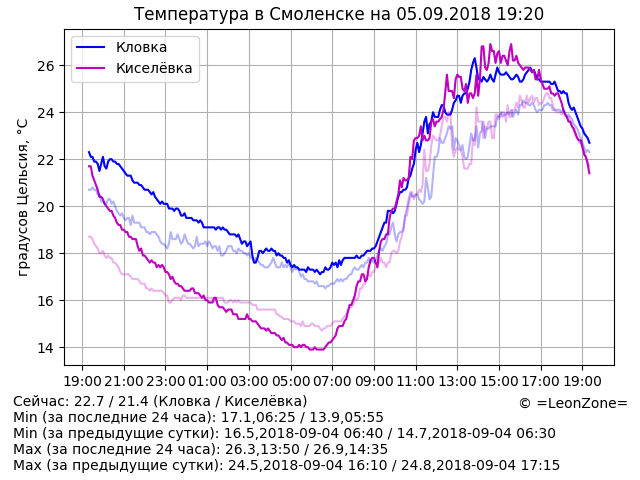 Температура в Смоленске на 05.09.2018 19:20
Кловка
Киселёвка
градусов Цельсия, °C
26
24
22
20
18
16
14
19:00 21:00 23:00 01:00 03:00 05:00 07:00 09:00 11:00 13:00 15:00 17:00 19:00
Сейчас: 22.7 / 21.4 (Кловка / Киселёвка)
© =LeonZone=
Min (за последние 24 часа): 17.1,06:25 / 13.9,05:55
Min (за предыдущие сутки): 16.5,2018-09-04 06:40 / 14.7,2018-09-04 06:30
Max (за последние 24 часа): 26.3,13:50 / 26.9,14:35
Max (за предыдущие сутки): 24.5,2018-09-04 16:10 / 24.8,2018-09-04 17:15